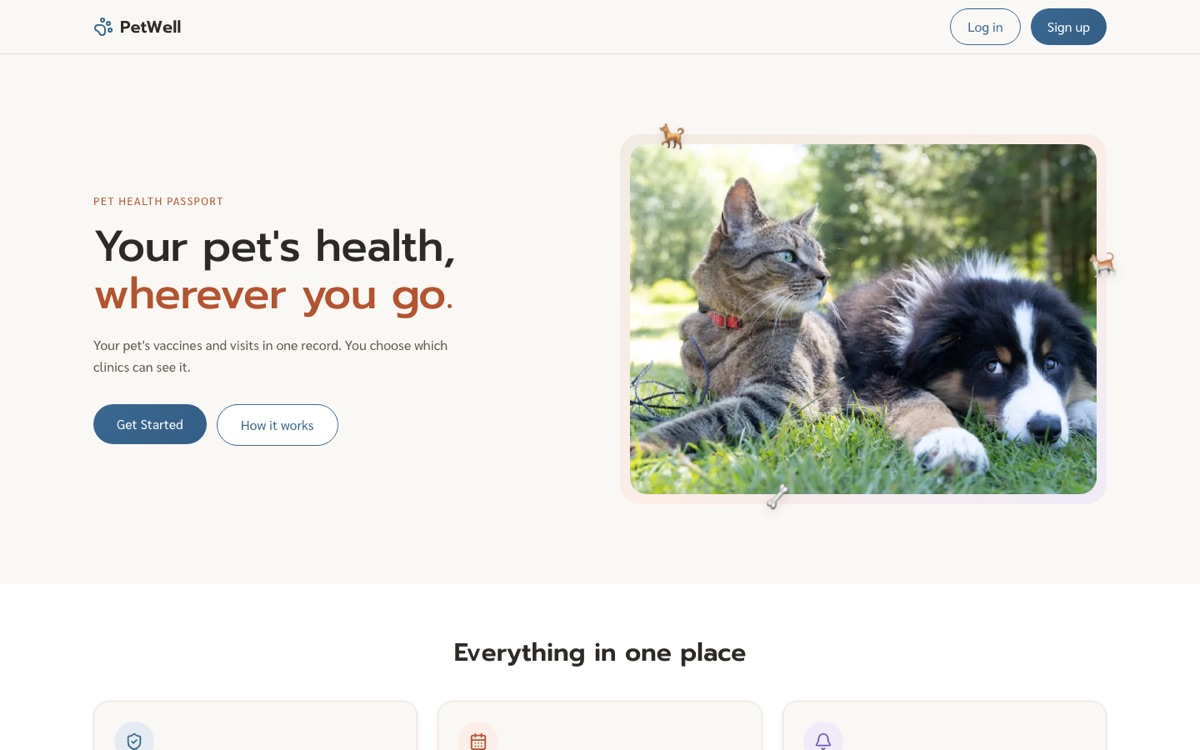 PetWell
Log in
Sign up
PET HEALTH PASSPORT
Your pet's health,
wherever you go.
Your pet's vaccines and visits in one record. You choose which
clinics can see it.
Get Started
How it works
Everything in one place